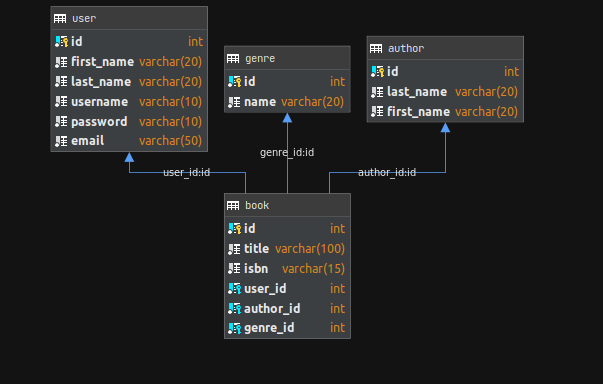 user
id int
first_name varchar(20)
last_name varchar(20)
username varchar(10)
password varchar(10)
email varchar(50)
genre
id int
name varchar(20)
author
id int
last_name varchar(20)
first_name varchar(20)
genre_id:id
user_id:id
author_id:id
book
id int
title varchar(100)
isbn varchar(15)
user_id int
author_id int
genre_id int